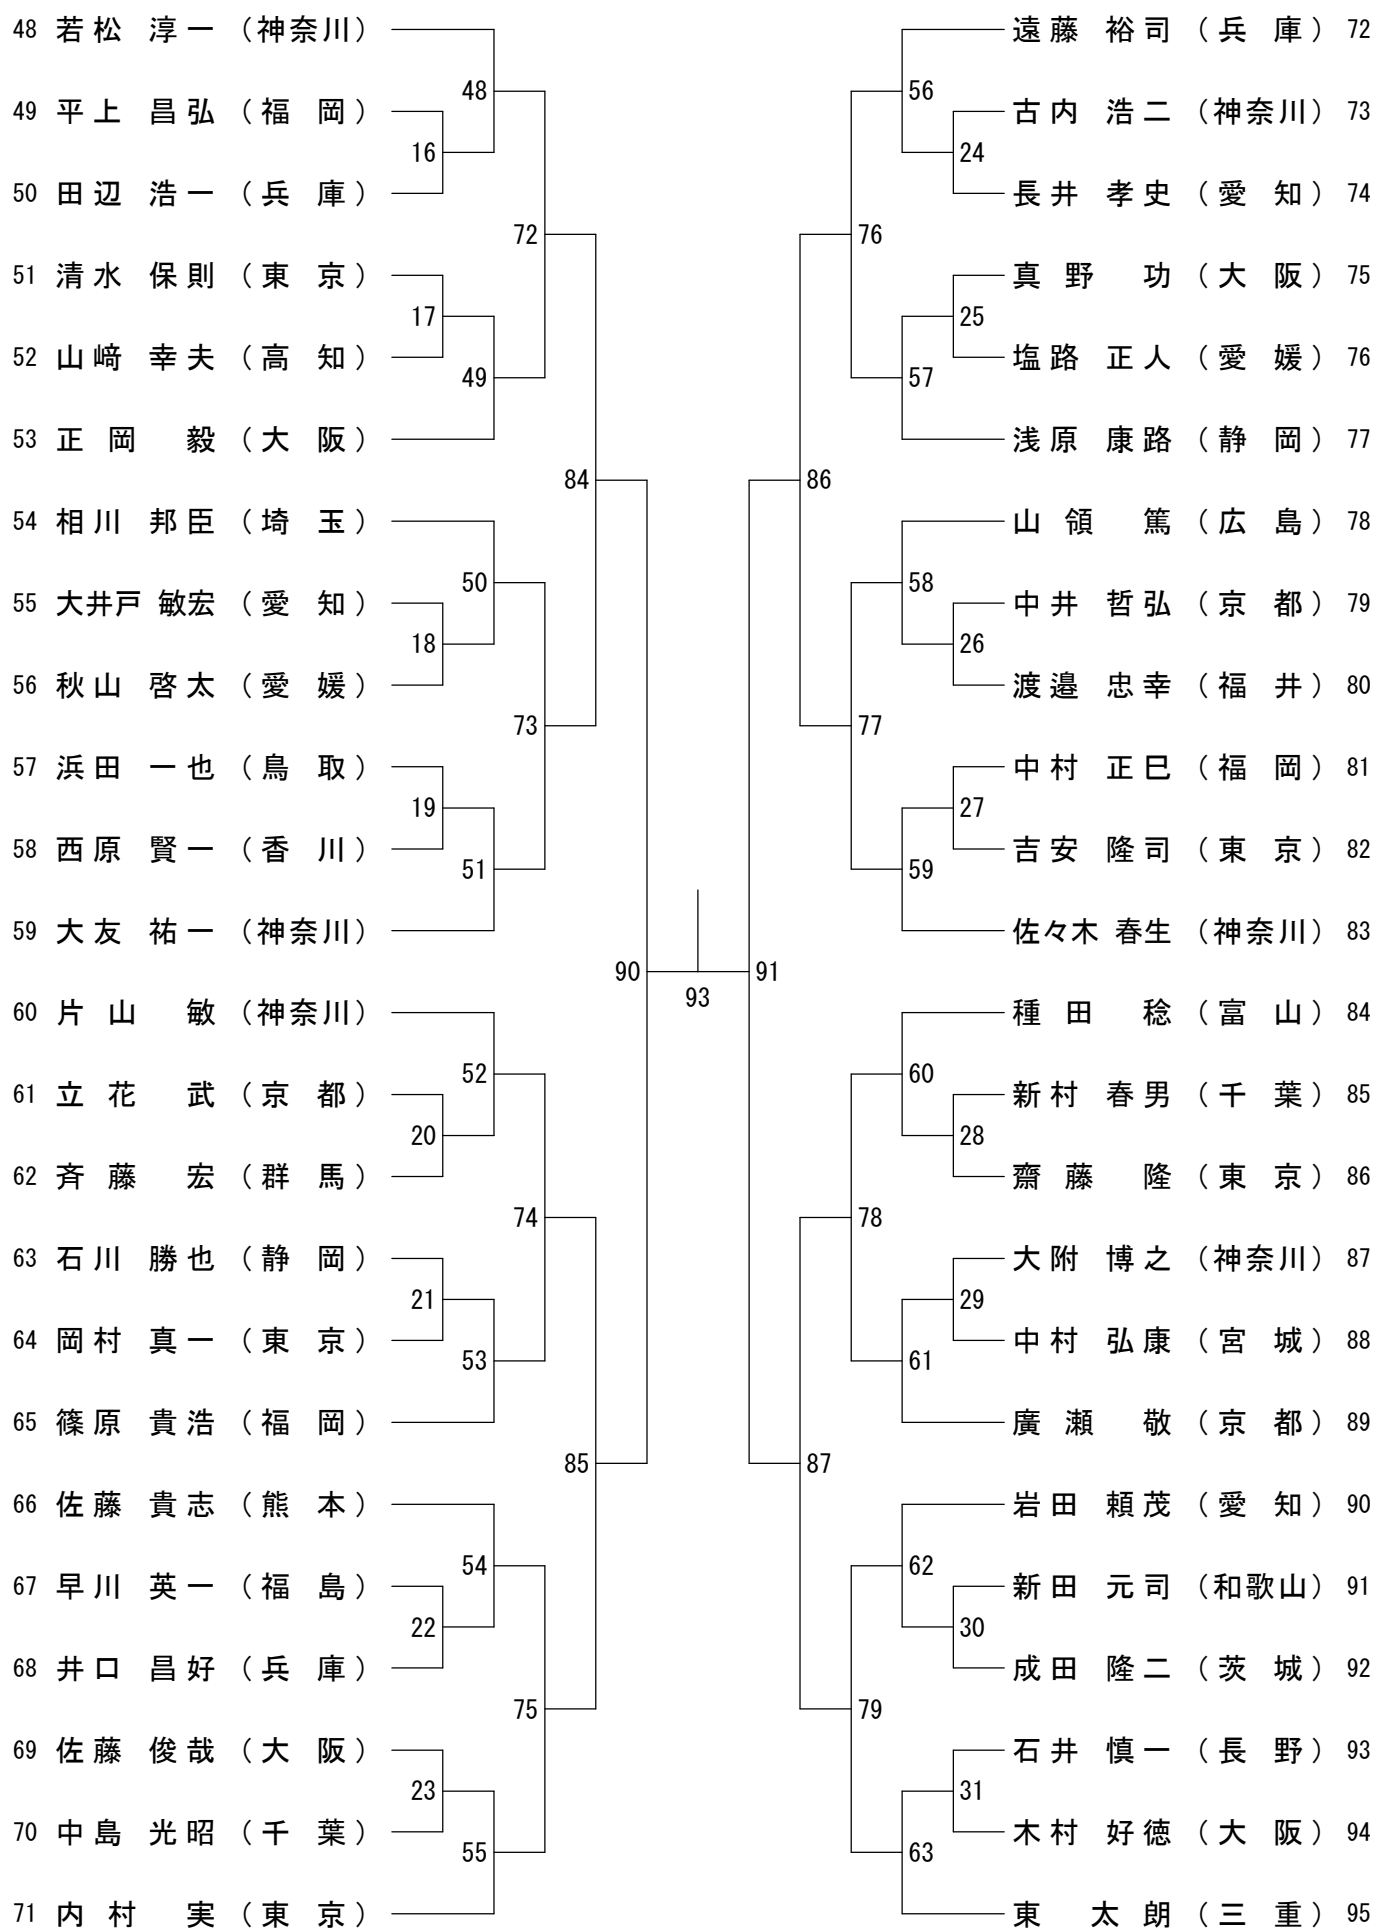 48 若松 淳一 (神奈川)
49 平上 昌弘 (福 岡)
50 田辺 浩一 (兵 庫)
51 清水 保則 (東 京)
52 山﨑 幸夫 (高 知)
53 正岡 毅 (大 阪)
54 相川 邦臣 (埼 玉)
55 大井戸 敏宏 (愛 知)
56 秋山 啓太 (愛 媛)
57 浜田 一也 (鳥 取)
58 西原 賢一 (香 川)
59 大友 祐一 (神奈川)
60 片山 敏 (神奈川)
61 立花 武 (京 都)
62 斉藤 宏 (群 馬)
63 石川 勝也 (静 岡)
64 岡村 真一 (東 京)
65 篠原 貴浩 (福 岡)
66 佐藤 貴志 (熊 本)
67 早川 英一 (福 島)
68 井口 昌好 (兵 庫)
69 佐藤 俊哉 (大 阪)
70 中島 光昭 (千 葉)
71 内村 実 (東 京)
16
17
18
19
20
21
22
23
48
49
50
51
52
53
54
55
72
73
74
75
84
85
90
93
91
86
87
76
77
78
79
56
57
58
59
60
61
62
63
24
25
26
27
28
29
30
31
遠藤 裕司 (兵 庫) 72
古内 浩二 (神奈川) 73
長井 孝史 (愛 知) 74
真野 功 (大 阪) 75
塩路 正人 (愛 媛) 76
浅原 康路 (静 岡) 77
山領 篤 (広 島) 78
中井 哲弘 (京 都) 79
渡邉 忠幸 (福 井) 80
中村 正巳 (福 岡) 81
吉安 隆司 (東 京) 82
佐々木 春生 (神奈川) 83
種田 稔 (富 山) 84
新村 春男 (千 葉) 85
齋藤 隆 (東 京) 86
大附 博之 (神奈川) 87
中村 弘康 (宮 城) 88
廣瀬 敬 (京 都) 89
岩田 頼茂 (愛 知) 90
新田 元司 (和歌山) 91
成田 隆二 (茨 城) 92
石井 慎一 (長 野) 93
木村 好徳 (大 阪) 94
東 太朗 (三 重) 95